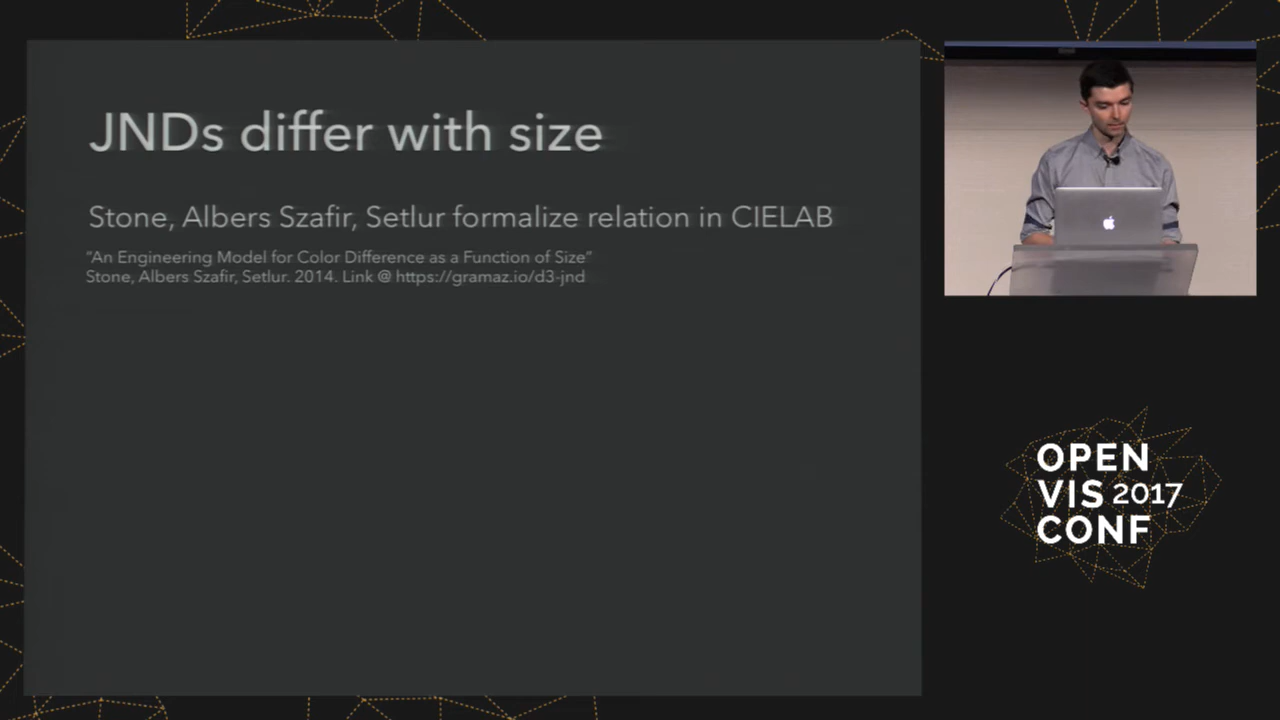 JNDs differ with size
Stone, Albers Szafir, Setlur formalize relation in CIELAB
“An Engineering Model for Color Difference as a Function of Size”
Stone, Albers Szafir, Setlur. 2014. Link @ https://gramaz.io/d3-jnd
OPEN
VIS 2017
CONF